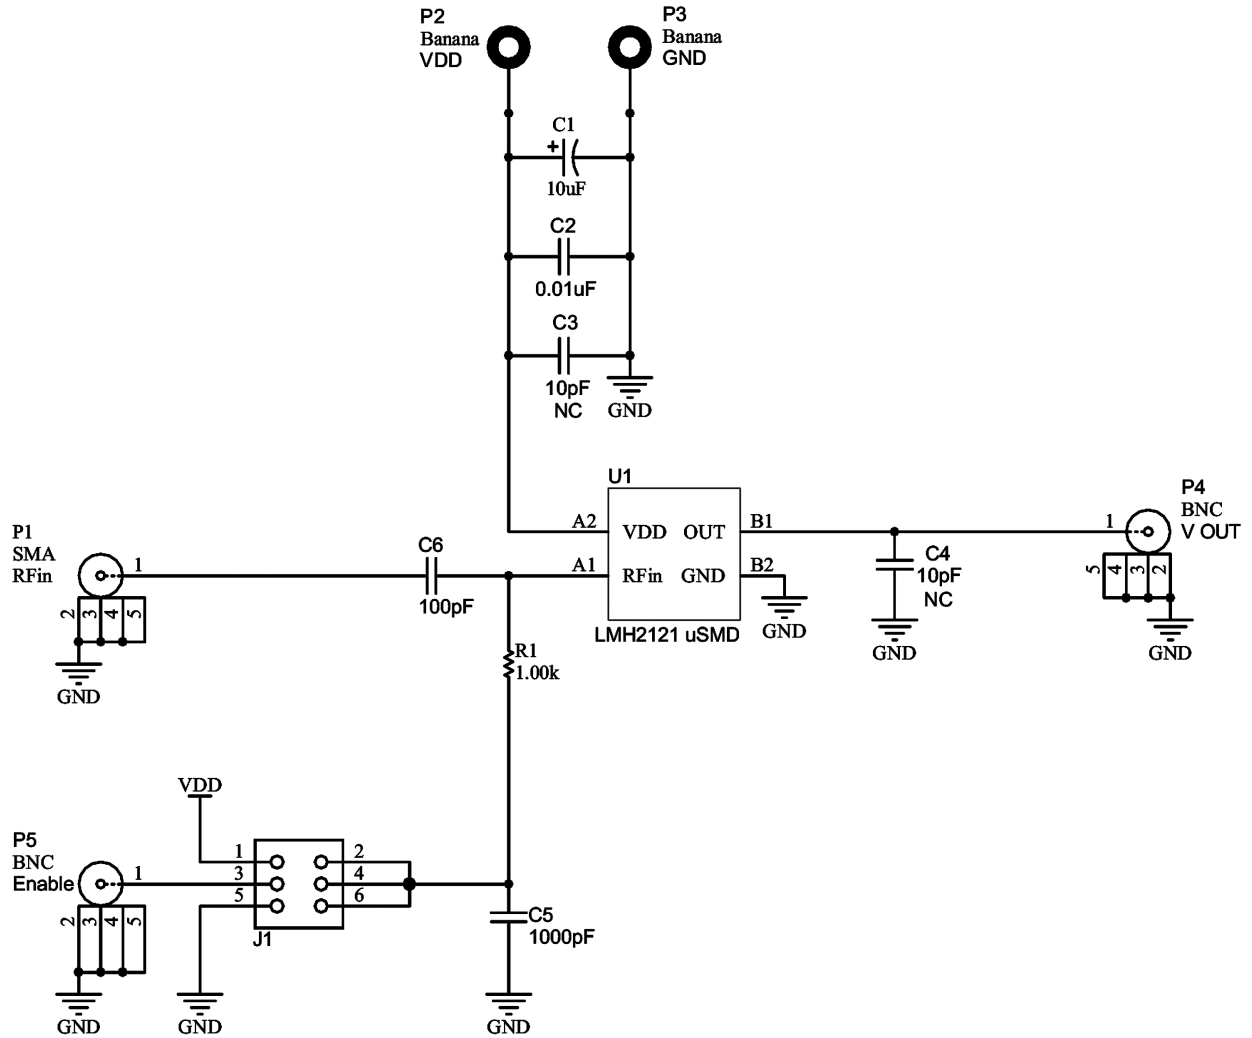 P2
Banana
VDD
P3
Banana
GND
C1
+
10uF
C2
0.01uF
C3
10pF
NC
GND
U1
A2
VDD
OUT
B1
A1
RFin
GND
B2
LMH2121 uSMD
GND
P1
SMA
RFin
1
2
3
4
5
GND
C6
100pF
R1
1.00k
C4
10pF
NC
GND
P4
BNC
V OUT
1
5
4
3
2
GND
VDD
P5
BNC
Enable
1
2
3
4
5
GND
1
3
5
2
4
6
J1
GND
C5
1000pF
GND